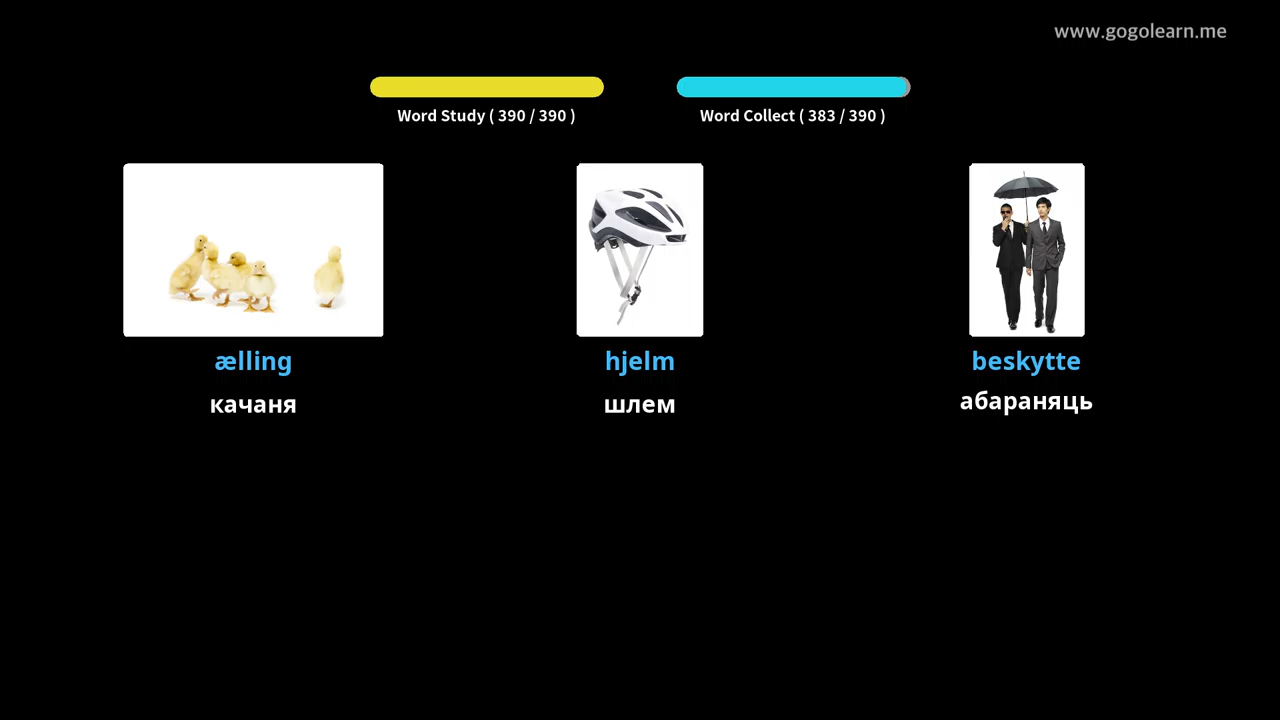 www.gogolearn.me
Word Study ( 390 / 390 )
Word Collect ( 383 / 390 )
ælling
hjelm
beskytte
качаня
шлем
абараняць